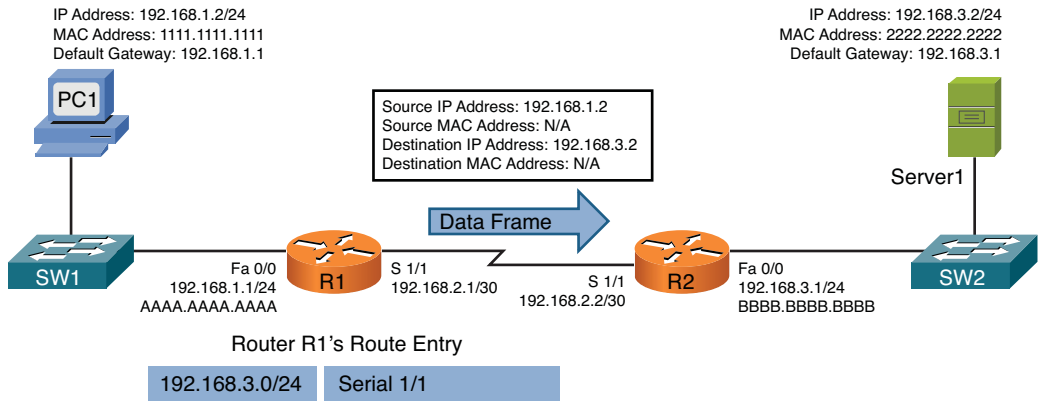 IP Address: 192.168.1.2/24
MAC Address: 1111.1111.1111
Default Gateway: 192.168.1.1
IP Address: 192.168.3.2/24
MAC Address: 2222.2222.2222
Default Gateway: 192.168.3.1
PC1
Source IP Address: 192.168.1.2
Source MAC Address: N/A
Destination IP Address: 192.168.3.2
Destination MAC Address: N/A
Server1
Data Frame
SW1
Fa 0/0
192.168.1.1/24
AAAA.AAAA.AAAA
R1
S 1/1
192.168.2.1/30
S 1/1
192.168.2.2/30
R2
Fa 0/0
192.168.3.1/24
BBBB.BBBB.BBBB
SW2
Router R1's Route Entry
192.168.3.0/24
Serial 1/1